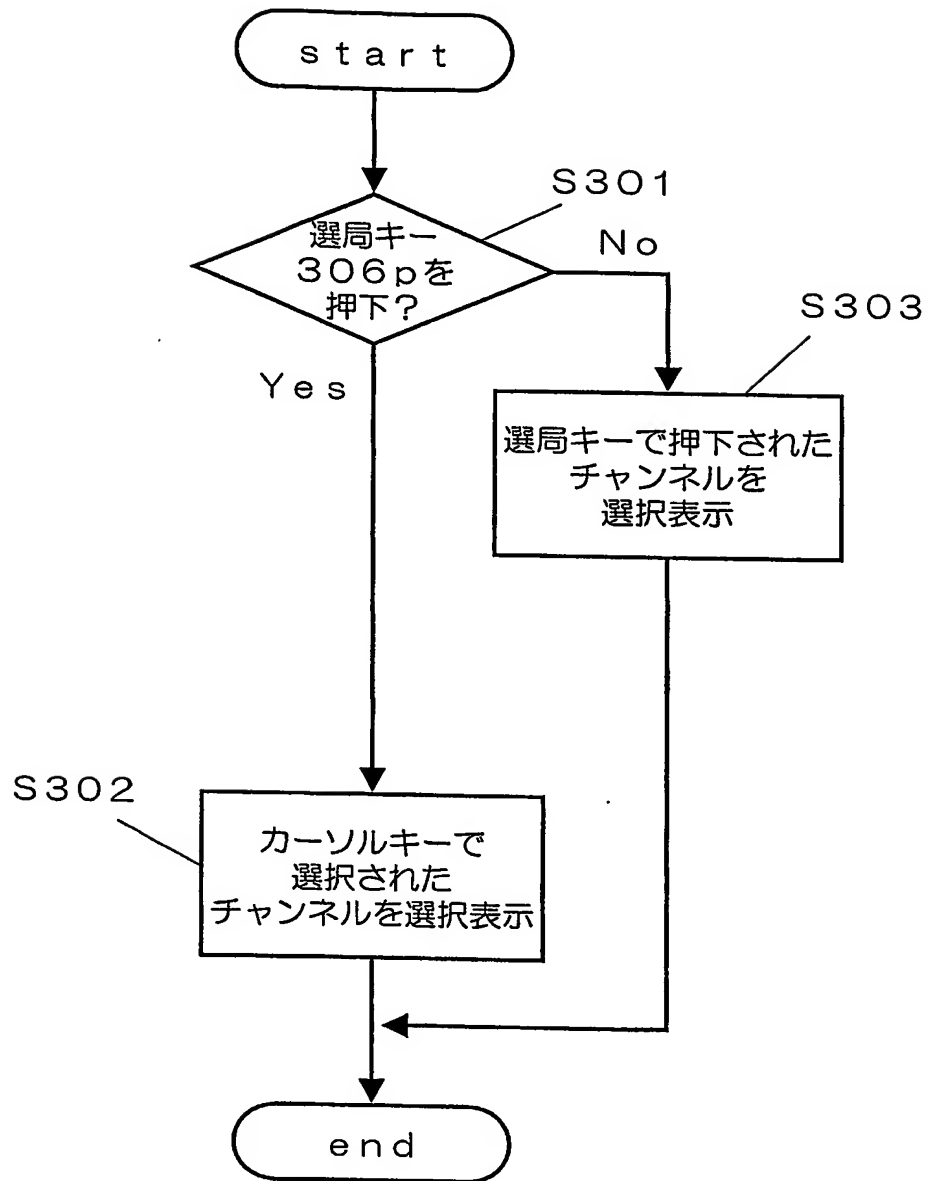 start
S301
選局キー
306pを
押下?
No
Yes
S303
選局キーで押下された
チャンネルを
選択表示
S302
カーソルキーで
選択された
チャンネルを選択表示
end